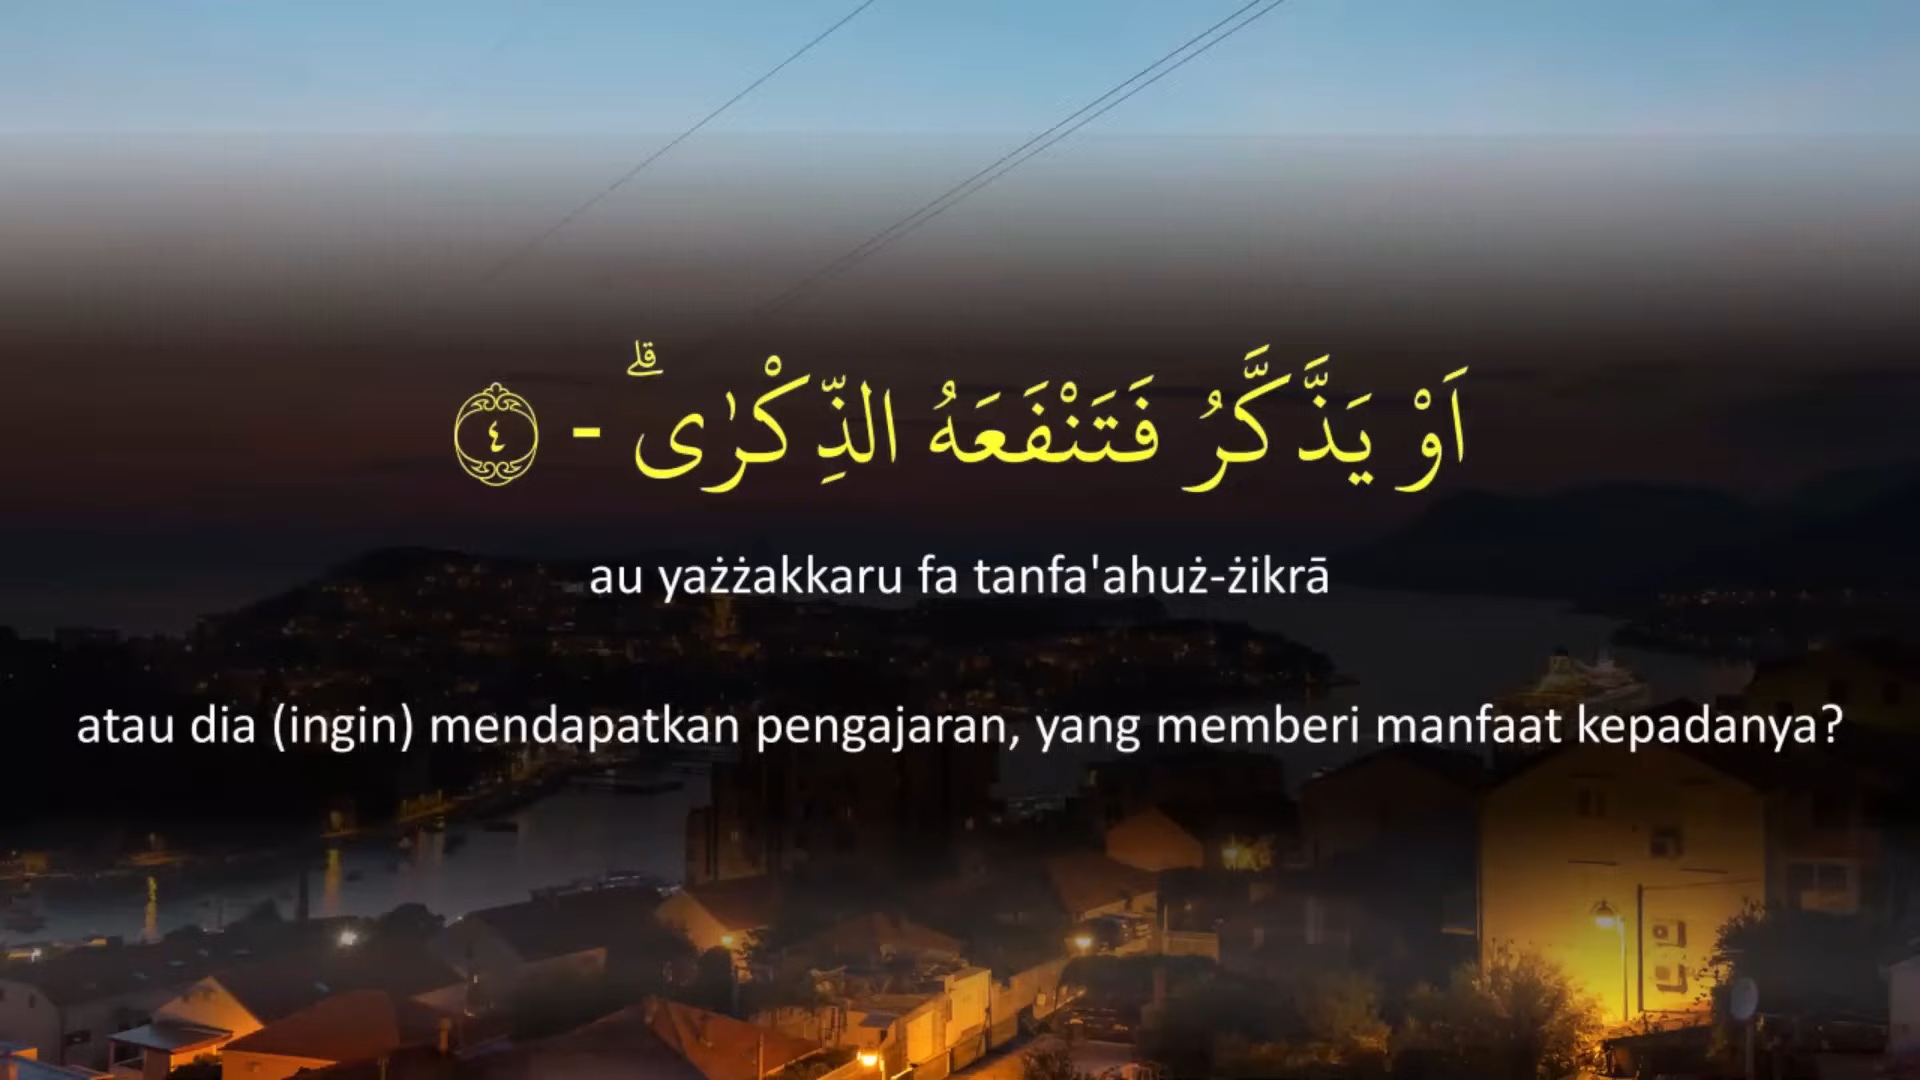 اَوْ يَذَّكَّرُ فَتَنْفَعَهُ الذِّكْرٰىۗ - ٤
au yażżakkaru fa tanfa'ahuż-żikrā
atau dia (ingin) mendapatkan pengajaran, yang memberi manfaat kepadanya?